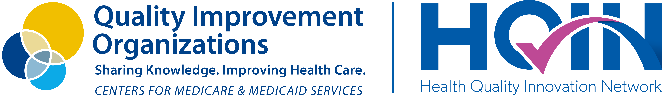 Quality Improvement
Organizations
Sharing Knowledge. Improving Health Care.
CENTERS FOR MEDICARE & MEDICAID SERVICES
HQIN
Health Quality Innovation Network